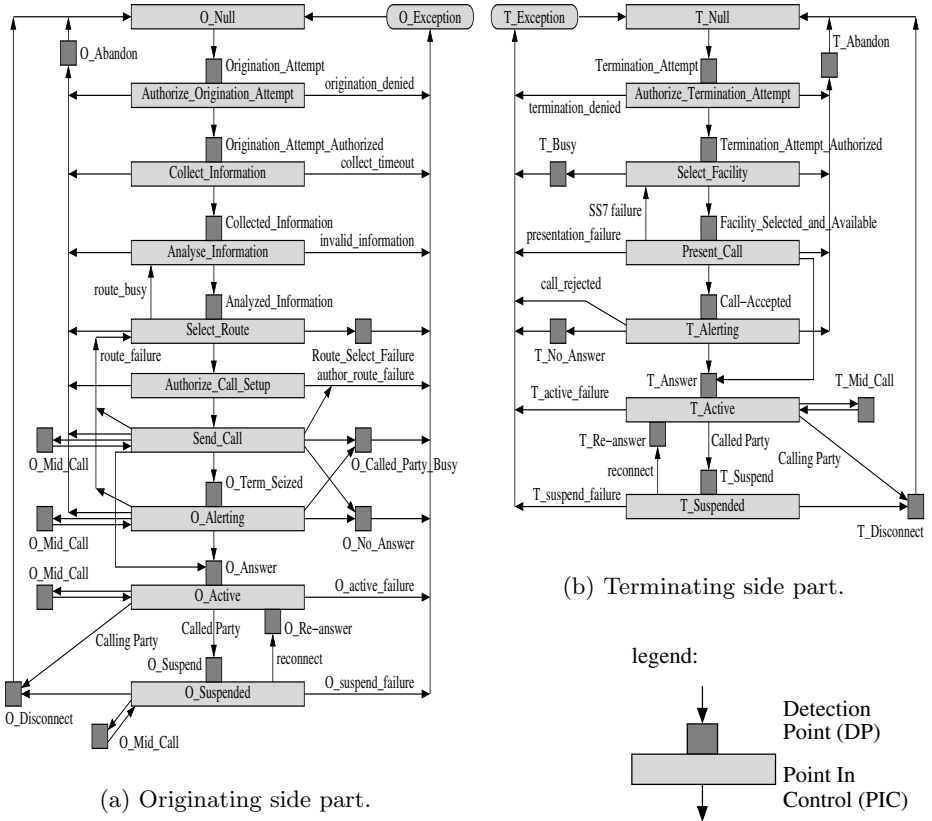 O_Null
O_Exception
O_Abandon
Origination_Attempt
Authorize_Origination_Attempt
origination_denied
Origination_Attempt_Authorized
Collect_Information
collect_timeout
Collected_Information
Analyse_Information
invalid_information
route_busy
Analyzed_Information
Select_Route
route_failure
Route_Select_Failure
Authorize_Call_Setup
author_route_failure
Send_Call
O_Mid_Call
O_Called_Party_Busy
O_Term_Seized
O_Alerting
O_Mid_Call
O_No_Answer
O_Mid_Call
O_Answer
O_Active
O_active_failure
Calling Party
Called Party
O_Re-answer
O_Suspend
reconnect
O_Suspended
O_suspend_failure
O_Disconnect
O_Mid_Call
(a) Originating side part.
T_Exception
T_Null
T_Abandon
Termination_Attempt
Authorize_Termination_Attempt
termination_denied
T_Busy
Termination_Attempt_Authorized
Select_Facility
SS7 failure
Facility_Selected_and_Available
presentation_failure
Present_Call
call_rejected
Call-Accepted
T_Alerting
T_No_Answer
T_Answer
T_active_failure
T_Mid_Call
T_Active
T_Re-answer
Called Party
Calling Party
reconnect
T_Suspend
T_suspend_failure
T_Suspended
T_Disconnect
(b) Terminating side part.
legend:
Detection
Point (DP)
Point In
Control (PIC)